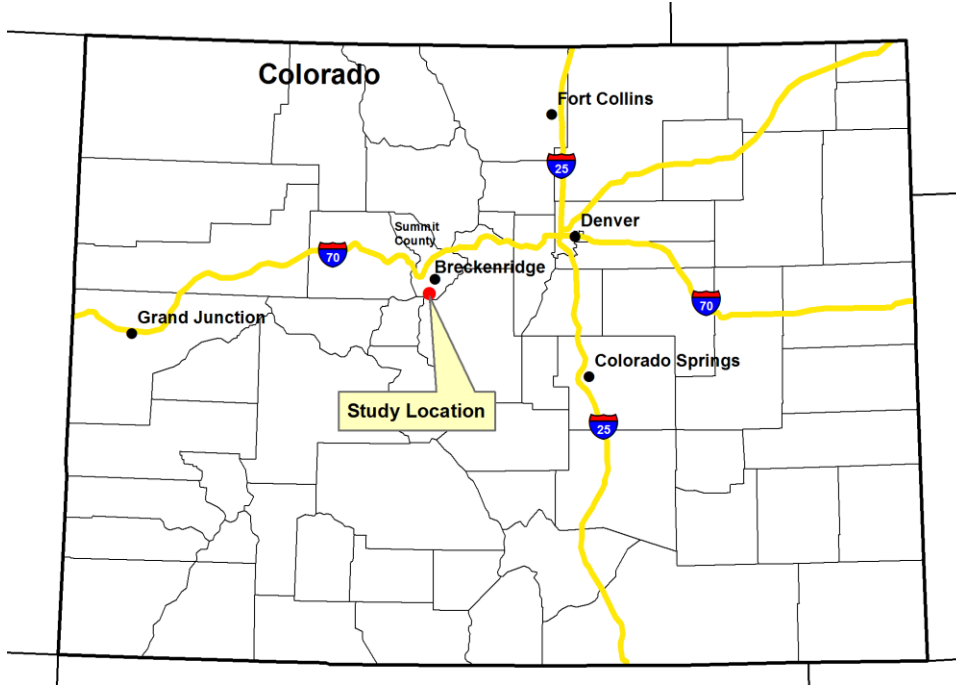 Colorado
Fort Collins
25
Denver
Summit
County
70
Breckenridge
70
Grand Junction
Colorado Springs
Study Location
25